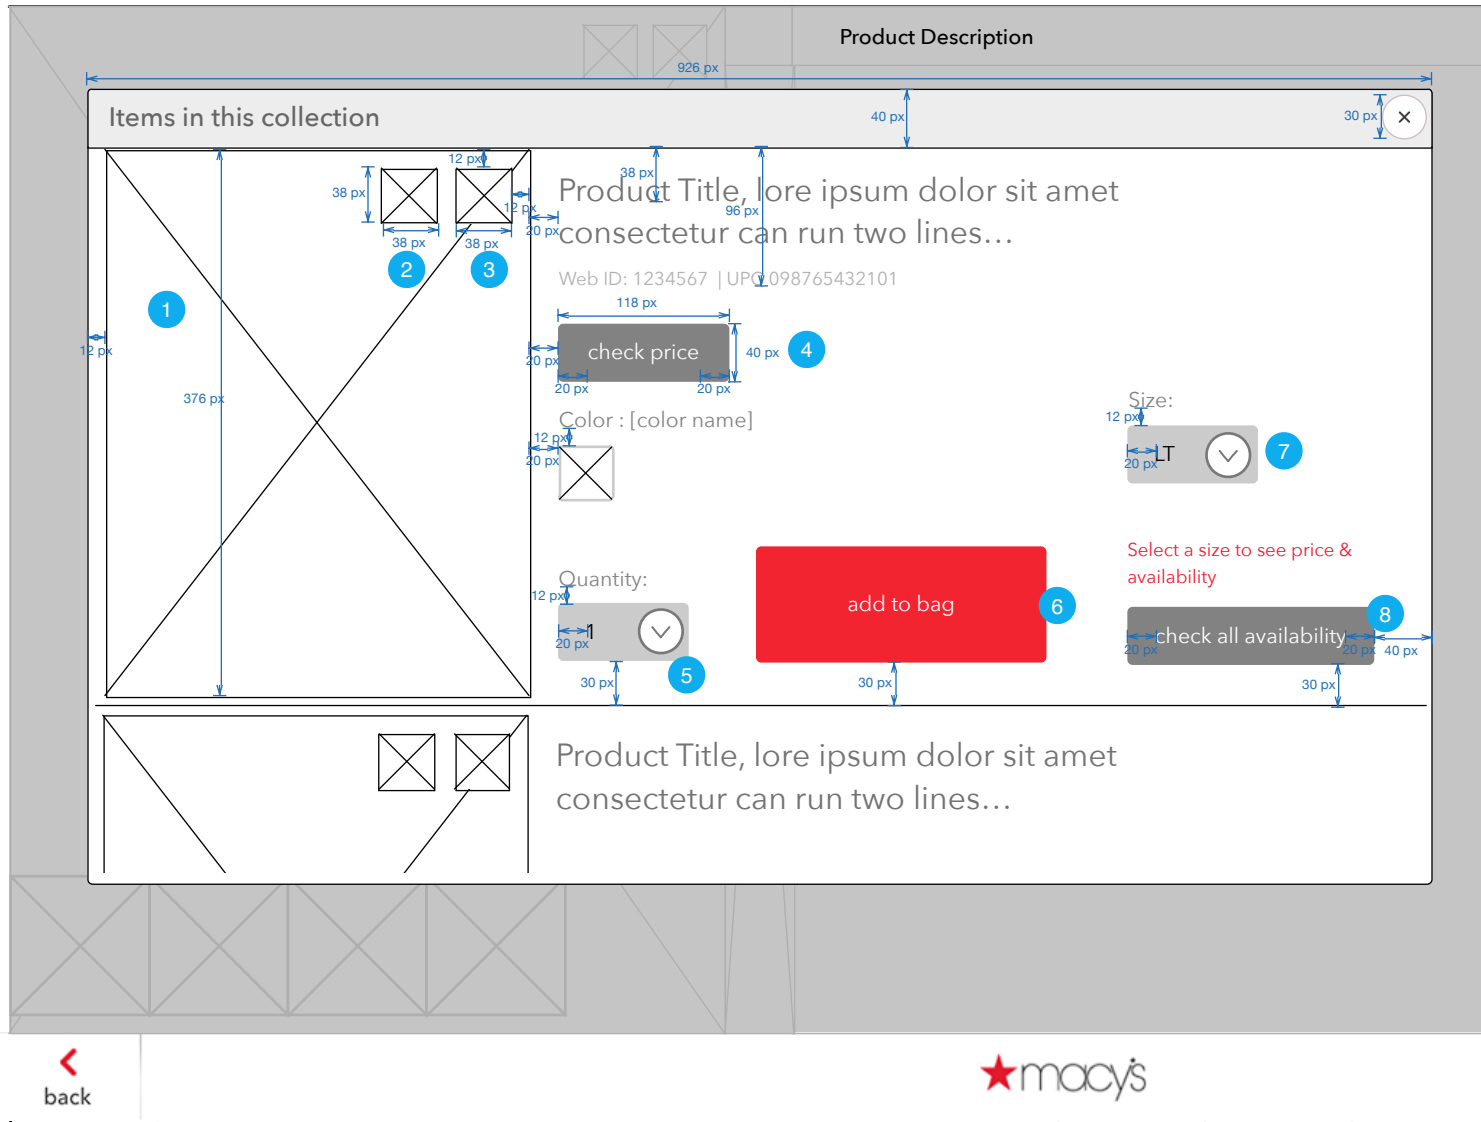 Product Description
926 px
Items in this collection
40 px
30 px
×
12 px
38 px
38 px
12 px
20 px
38 px
38 px
96 px
Product Title, lore ipsum dolor sit amet
consectetur can run two lines…
2
3
Web ID: 1234567 | UPC 098765432101
1
118 px
12 px
check price
20 px
40 px
4
20 px
20 px
376 px
Color : [color name]
12 px
20 px
Size:
12 px
LT
20 px
7
Select a size to see price &
availability
Quantity:
12 px
1
20 px
30 px
5
add to bag
6
30 px
8
check all availability
20 px
20 px
40 px
30 px
Product Title, lore ipsum dolor sit amet
consectetur can run two lines…
back
macy's